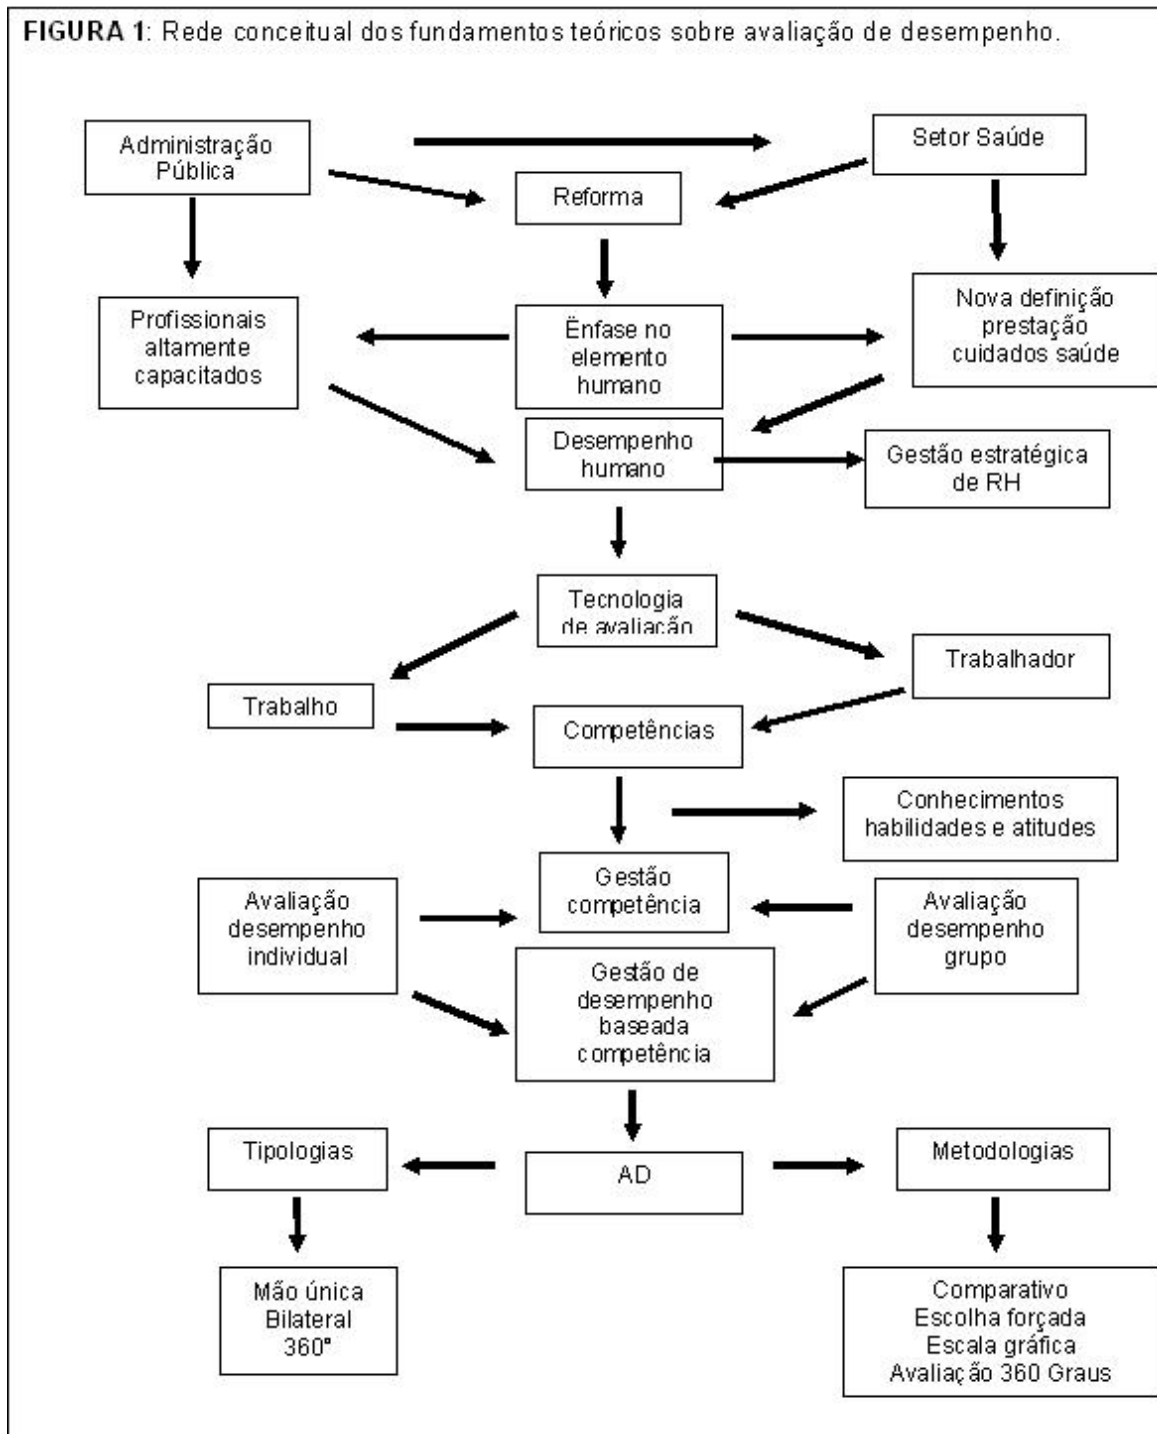 FIGURA 1: Rede conceitual dos fundamentos teóricos sobre avaliação de desempenho.
Administração
Pública
Setor Saúde
Reforma
Profissionais
altamente
capacitados
Ënfase no
elemento
humano
Nova definição
prestação
cuidados saúde
Desempenho
humano
Gestão estratégica
de RH
Tecnologia
de avaliação
Trabalhador
Trabalho
Competências
Conhecimentos
habilidades e atitudes
Gestão
competência
Avaliação
desempenho
individual
Avaliação
desempenho
grupo
Gestão de
desempenho
baseada
competência
Tipologias
AD
Metodologias
Mão única
Bilateral
360°
Comparativo
Escolha forçada
Escala gráfica
Avaliação 360 Graus